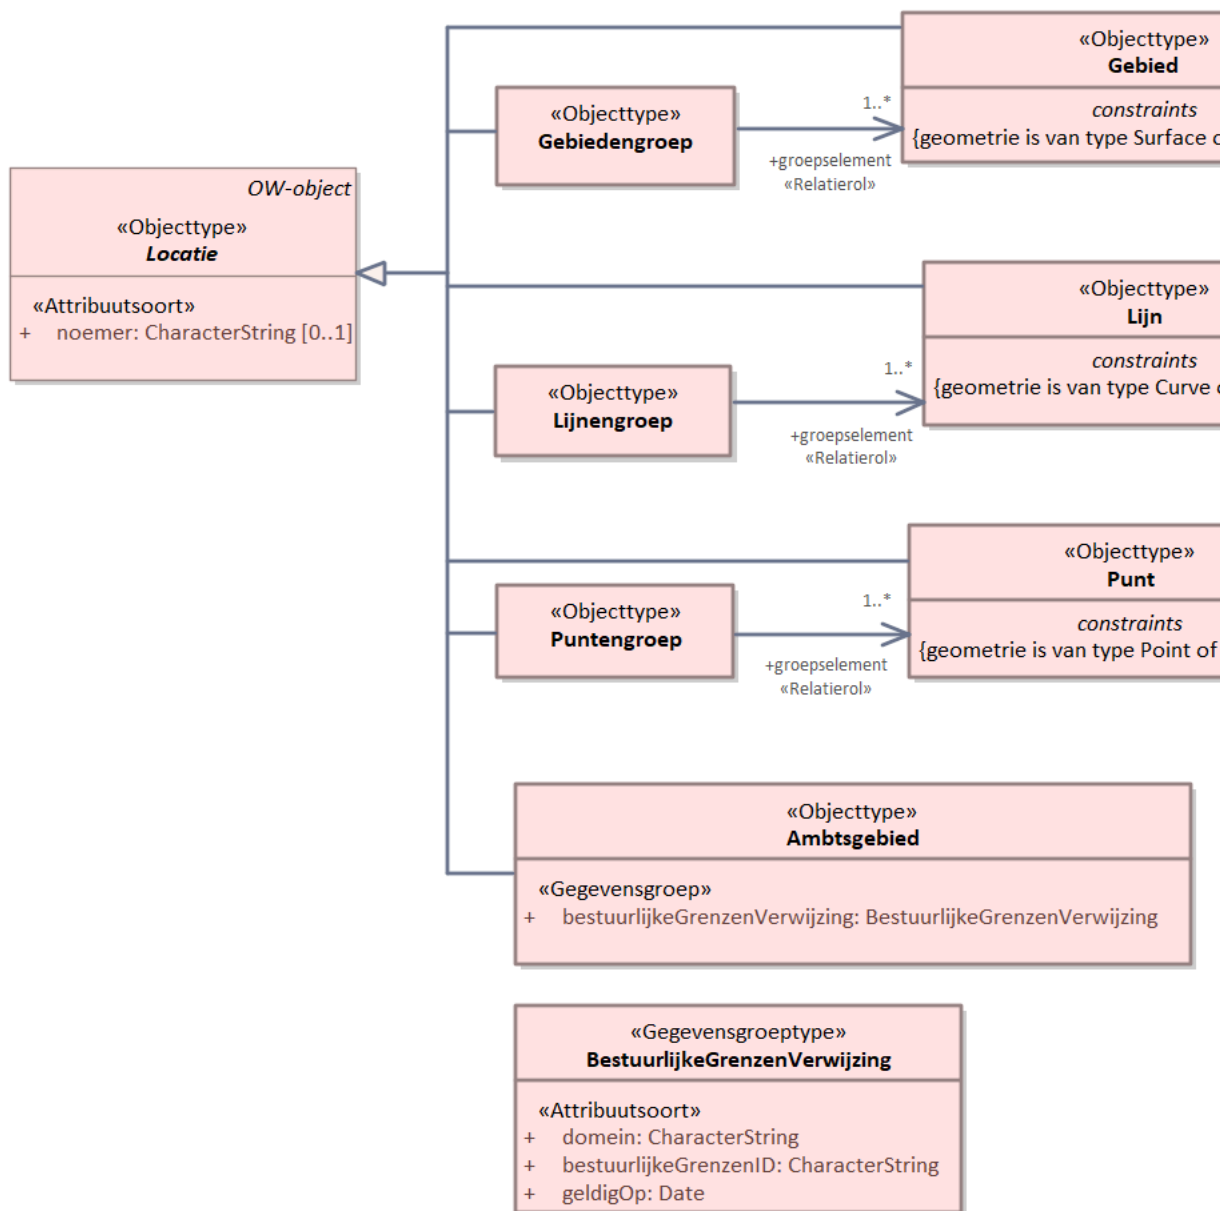 OW-object
«Objecttype»
Locatie
«Attribuutsoort»
+ noemer: CharacterString [0..1]
«Objecttype»
Gebiedengroep
1..*
+groepselement
«Relatierol»
«Objecttype»
Gebied
constraints
{geometrie is van type Surface
«Objecttype»
Lijnengroep
1..*
+groepselement
«Relatierol»
«Objecttype»
Lijn
constraints
{geometrie is van type Curve
«Objecttype»
Puntengroep
1..*
+groepselement
«Relatierol»
«Objecttype»
Punt
constraints
{geometrie is van type Point of
«Objecttype»
Ambtsgebied
«Gegevensgroep»
+ bestuurlijkeGrenzenVerwijzing: BestuurlijkeGrenzenVerwijzing
«Gegevensgroeptype»
BestuurlijkeGrenzenVerwijzing
«Attribuutsoort»
+ domein: CharacterString
+ bestuurlijkeGrenzenID: CharacterString
+ geldigOp: Date